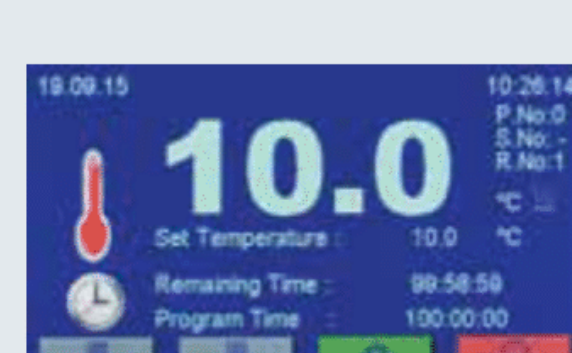 19.09.15 10:26:14
P.No:0
S.No: -
R.No:1
10.0 °C
Set Temperature : 10.0 °C
Remaining Time : 99:58:59
Program Time : 100:00:00